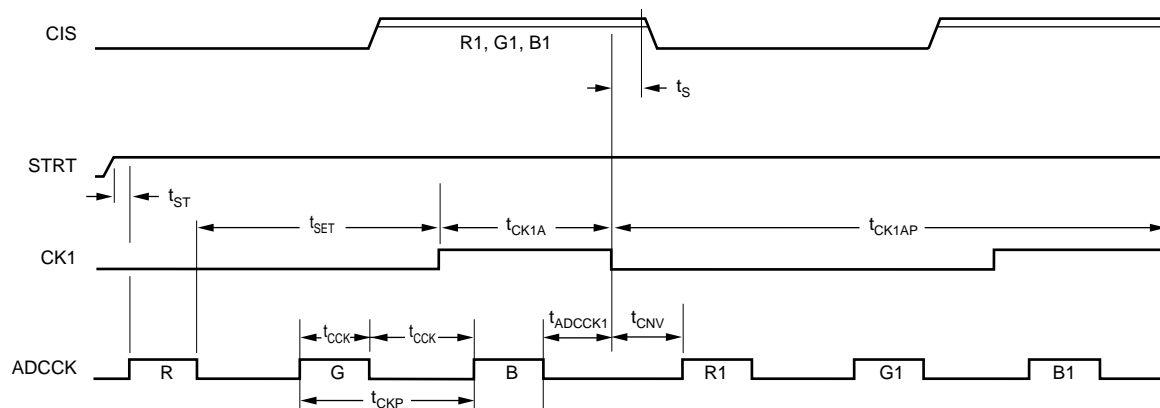 CIS
R1, G1, B1
tS
STRT
tST
tSET
tCK1A
tCK1AP
CK1
tCCK
tCCK
tADCCK1
tCNV
ADCCK
R
G
B
R1
G1
B1
tCKP